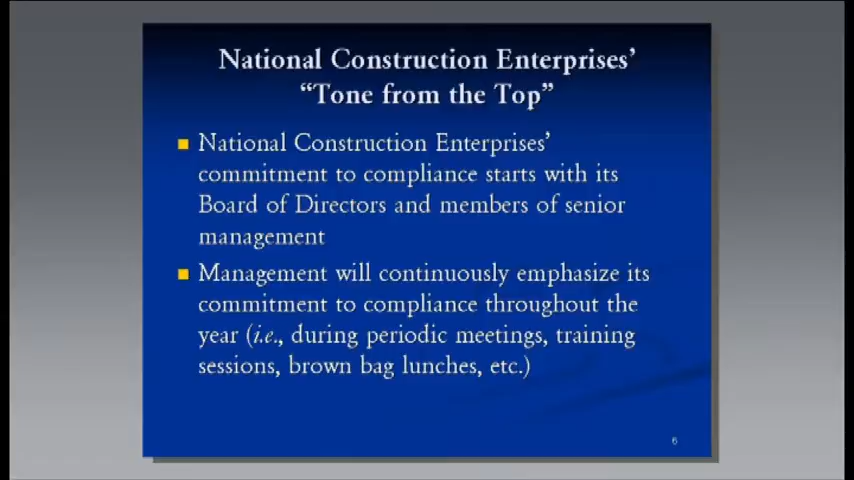 National Construction Enterprises’
“Tone from the Top”
National Construction Enterprises’
commitment to compliance starts with its
Board of Directors and members of senior
management
Management will continuously emphasize its
commitment to compliance throughout the
year (i.e., during periodic meetings, training
sessions, brown bag lunches, etc.)
6